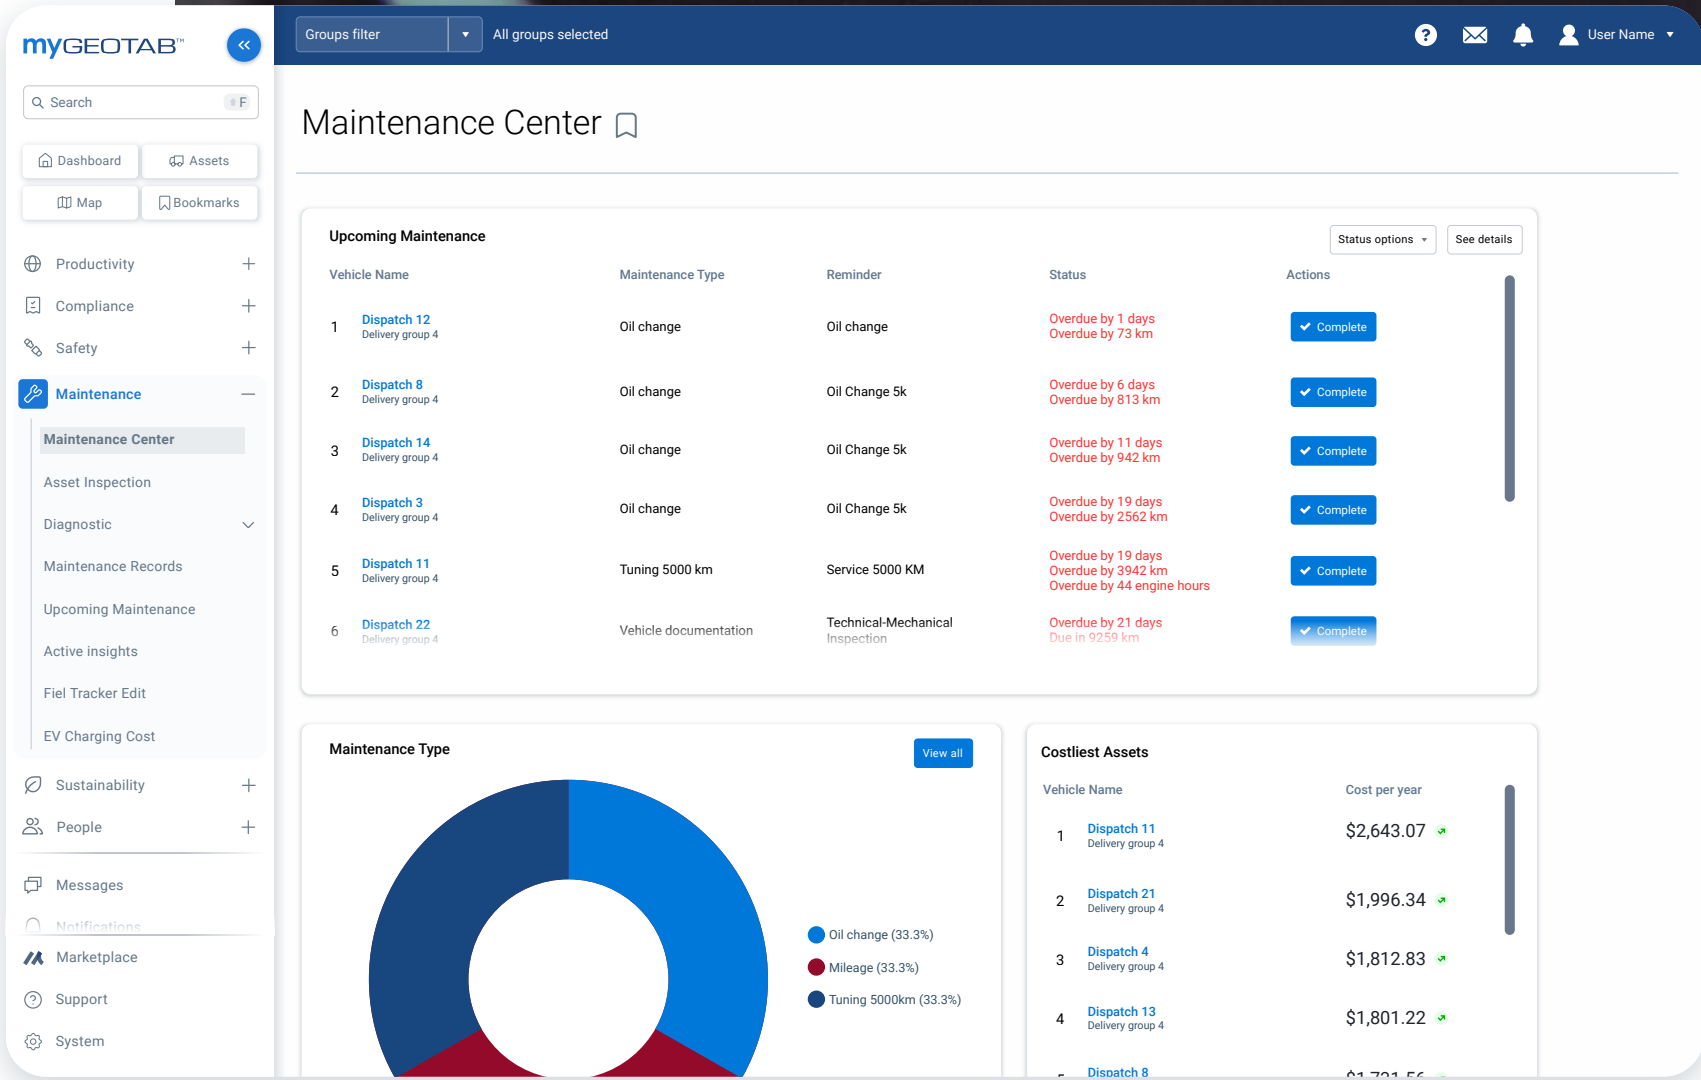 myGEOTAB™
Search
F
Dashboard
Assets
Map
Bookmarks
Productivity
Compliance
Safety
Maintenance
Maintenance Center
Asset Inspection
Diagnostic
Maintenance Records
Upcoming Maintenance
Active insights
Fiel Tracker Edit
EV Charging Cost
Sustainability
People
Messages
Notifications
Marketplace
Support
System
Groups filter
All groups selected
User Name
Maintenance Center
Upcoming Maintenance
Status options
See details
Vehicle Name Maintenance Type Reminder Status Actions
1 Dispatch 12 Oil change Oil change Overdue by 1 days Complete
Delivery group 4 Overdue by 73 km
2 Dispatch 8 Oil change Oil Change 5k Overdue by 6 days Complete
Delivery group 4 Overdue by 813 km
3 Dispatch 14 Oil change Oil Change 5k Overdue by 11 days Complete
Delivery group 4 Overdue by 942 km
4 Dispatch 3 Oil change Oil Change 5k Overdue by 19 days Complete
Delivery group 4 Overdue by 2562 km
5 Dispatch 11 Tuning 5000 km Service 5000 KM Overdue by 19 days Complete
Delivery group 4 Overdue by 3942 km
Overdue by 44 engine hours
6 Dispatch 22 Vehicle documentation Technical-Mechanical Overdue by 21 days Complete
Delivery group 4 Inspection Due in 9259 km
Maintenance Type
View all
Oil change (33.3%)
Mileage (33.3%)
Tuning 5000km (33.3%)
Costliest Assets
Vehicle Name Cost per year
1 Dispatch 11 $2,643.07
Delivery group 4
2 Dispatch 21 $1,996.34
Delivery group 4
3 Dispatch 4 $1,812.83
Delivery group 4
4 Dispatch 13 $1,801.22
Delivery group 4
Dispatch 8